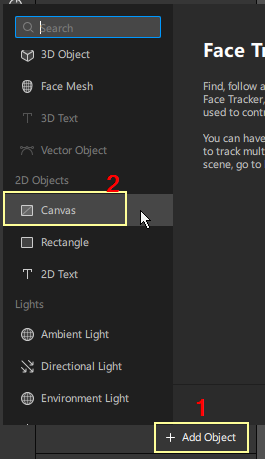 Search
3D Object
Face Mesh
3D Text
Vector Object
2D Objects
2
Canvas
Rectangle
2D Text
Lights
Ambient Light
Directional Light
Environment Light
Face Tra
Find, follow a
Face Tracker,
used to contr
You can have
to track mult
scene, go to
1
+ Add Object